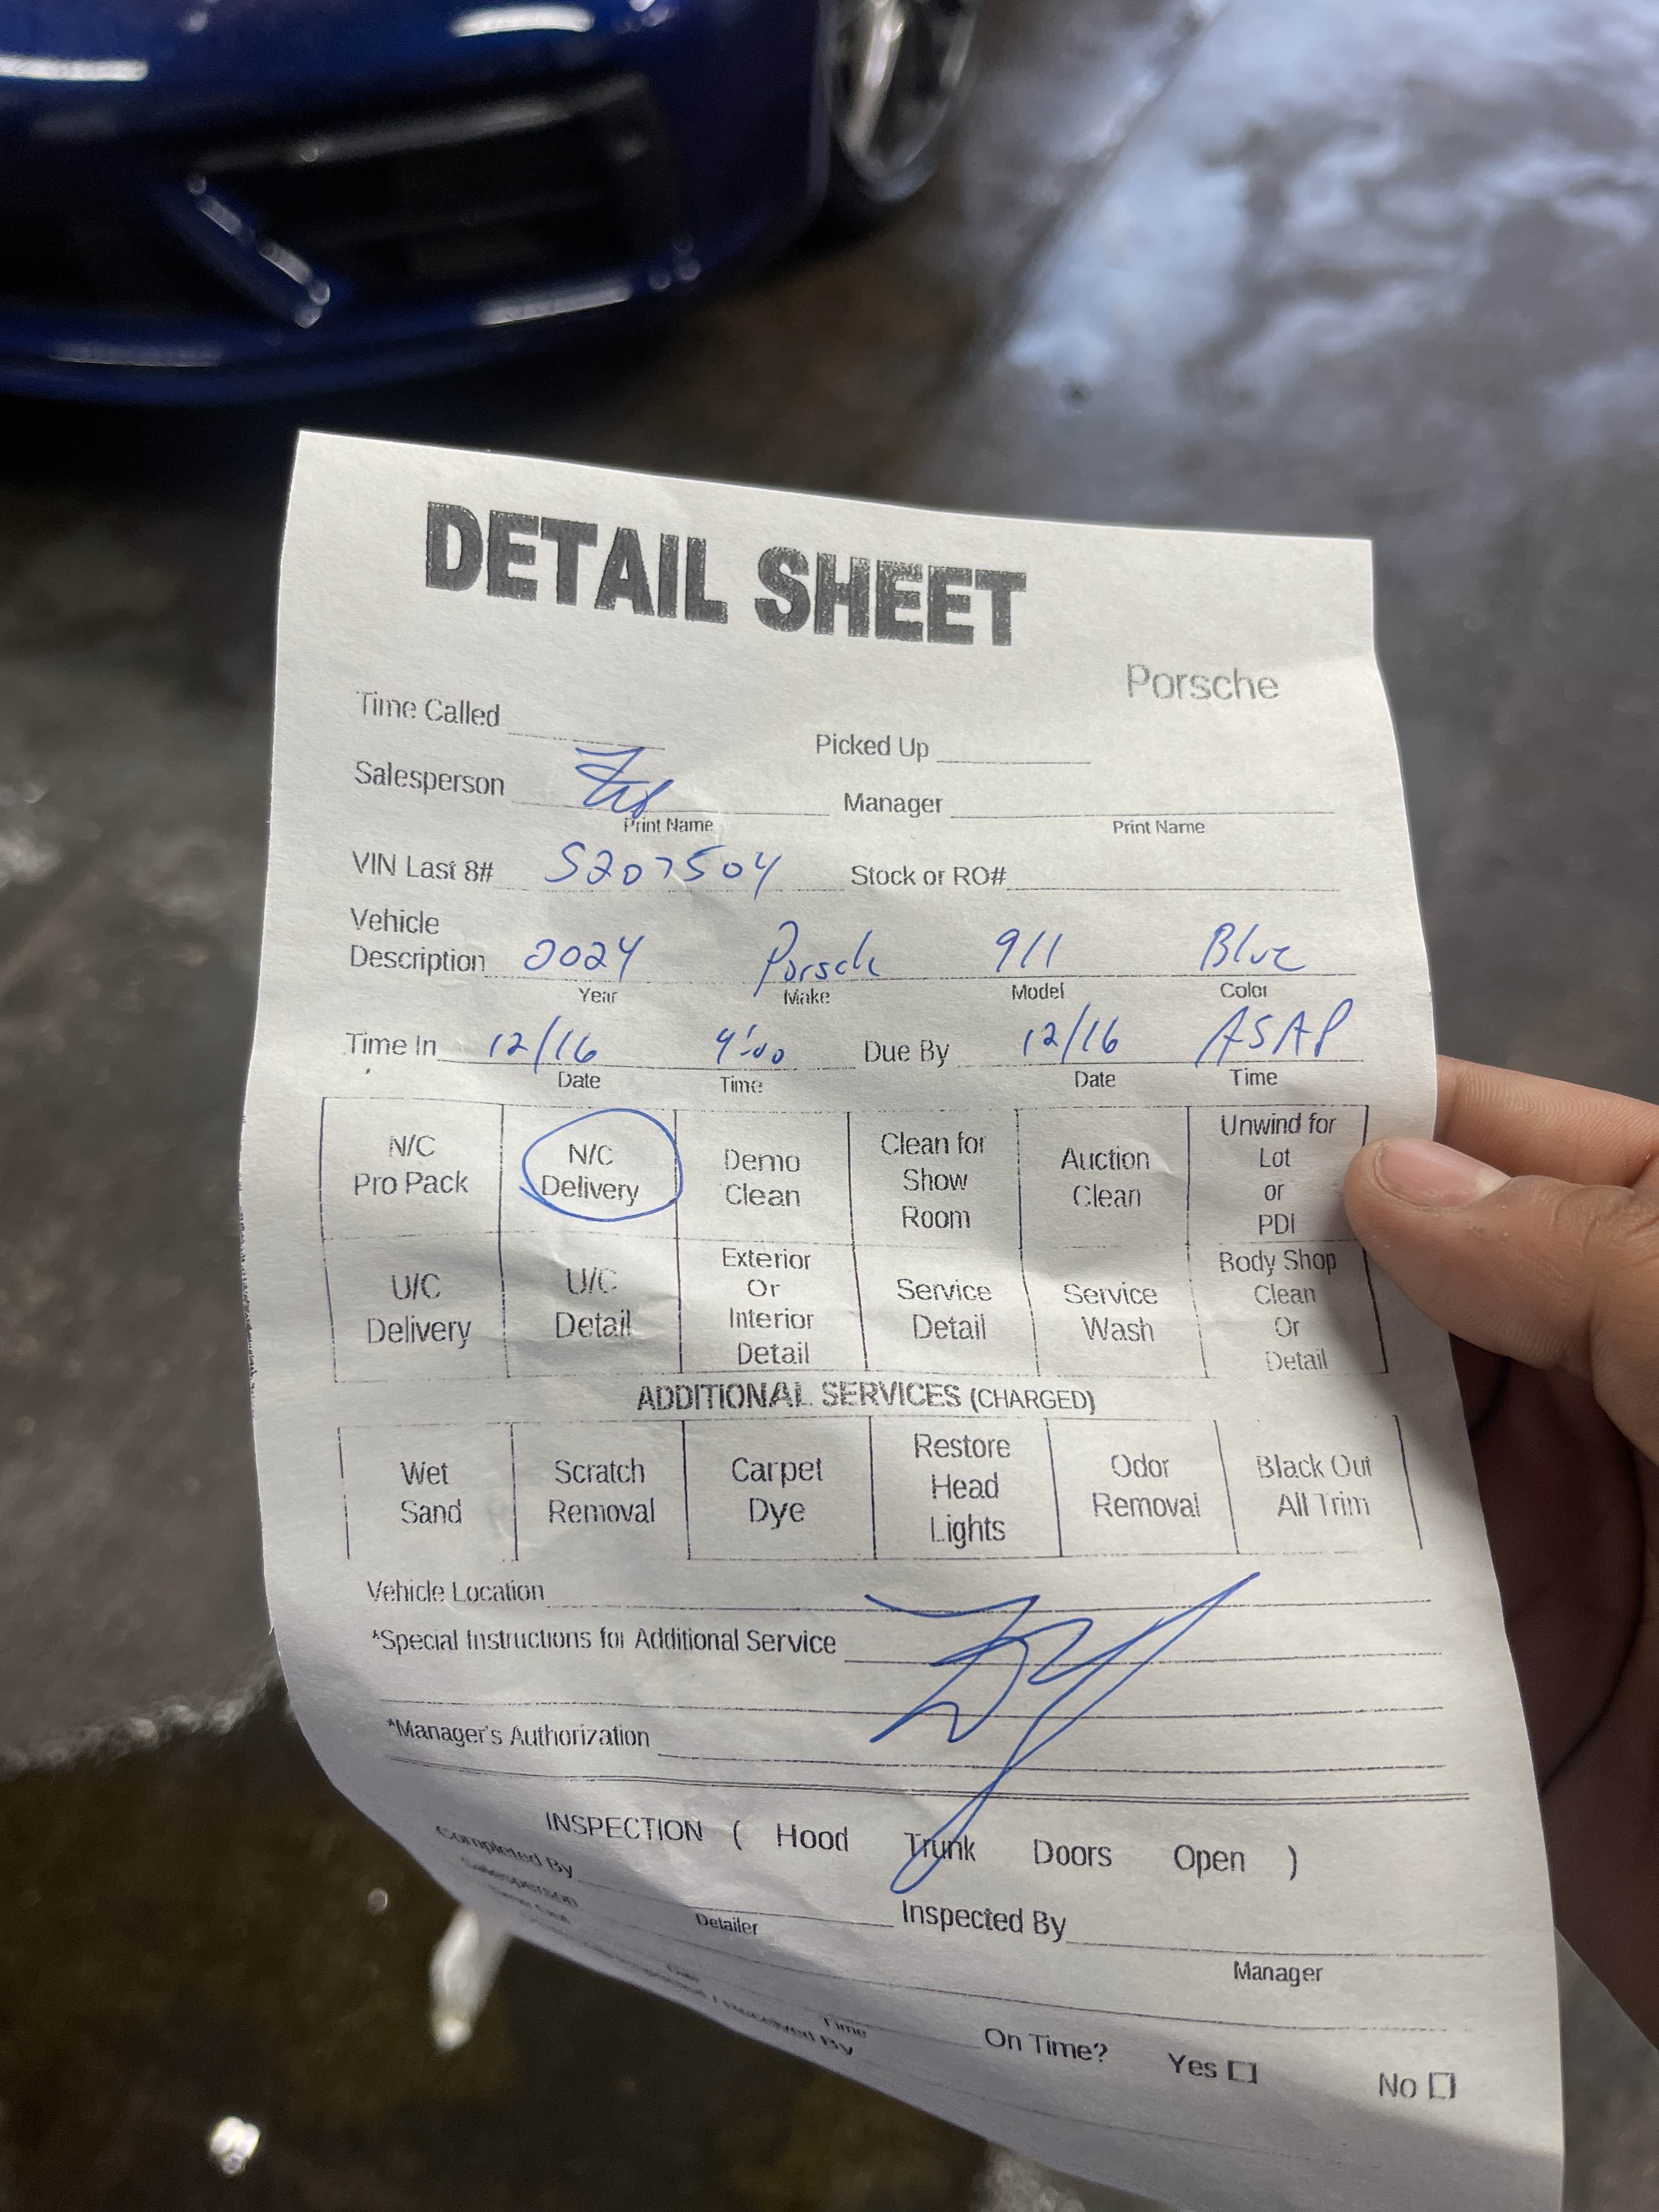 DETAIL SHEET
Porsche
Time Called
Picked Up
Salesperson Manager
Print Name Print Name
VIN Last 8# S207504 Stock or RO#
Vehicle
Description 2024 Porsch 911 Blue
Year Make Model Color
Time In 12/16 4:00 Due By 12/16 ASAP
Date Time Date Time
N/C
Pro Pack
N/C
Delivery
Demo
Clean
Clean for
Show
Room
Auction
Clean
Unwind for
Lot
or
PDI
U/C
Delivery
U/C
Detail
Exterior
Or
Interior
Detail
Service
Detail
Service
Wash
Body Shop
Clean
Or
Detail
ADDITIONAL SERVICES (CHARGED)
Wet
Sand
Scratch
Removal
Carpet
Dye
Restore
Head
Lights
Odor
Removal
Black Out
All Trim
Vehicle Location
*Special Instructions for Additional Service
*Manager's Authorization
INSPECTION ( Hood Trunk Doors Open )
Completed By Inspected By
Detailer Manager
Salesperson
Time
Received By
On Time? Yes No